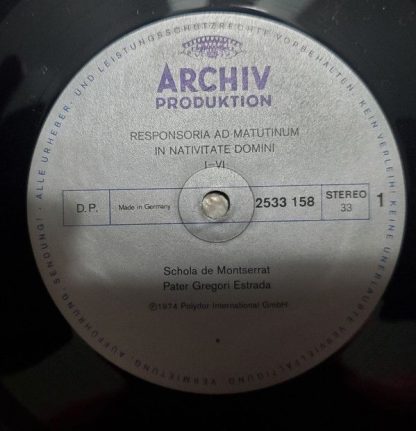 ALLE URHEBER- UND LEISTUNGSSCHUTZRECHTE VORBEHALTEN · KEIN VERLEIH! · KEINE UNERLAUBTE VERVIELFÄLTIGUNG, VERMIETUNG, AUFFÜHRUNG, SENDUNG! ·
ARCHIV
PRODUKTION
RESPONSORIA AD MATUTINUM
IN NATIVITATE DOMINI
I–VI
D.P.
Made in Germany
2533 158
STEREO
33
1
Schola de Montserrat
Pater Gregori Estrada
Ⓟ1974 Polydor International GmbH